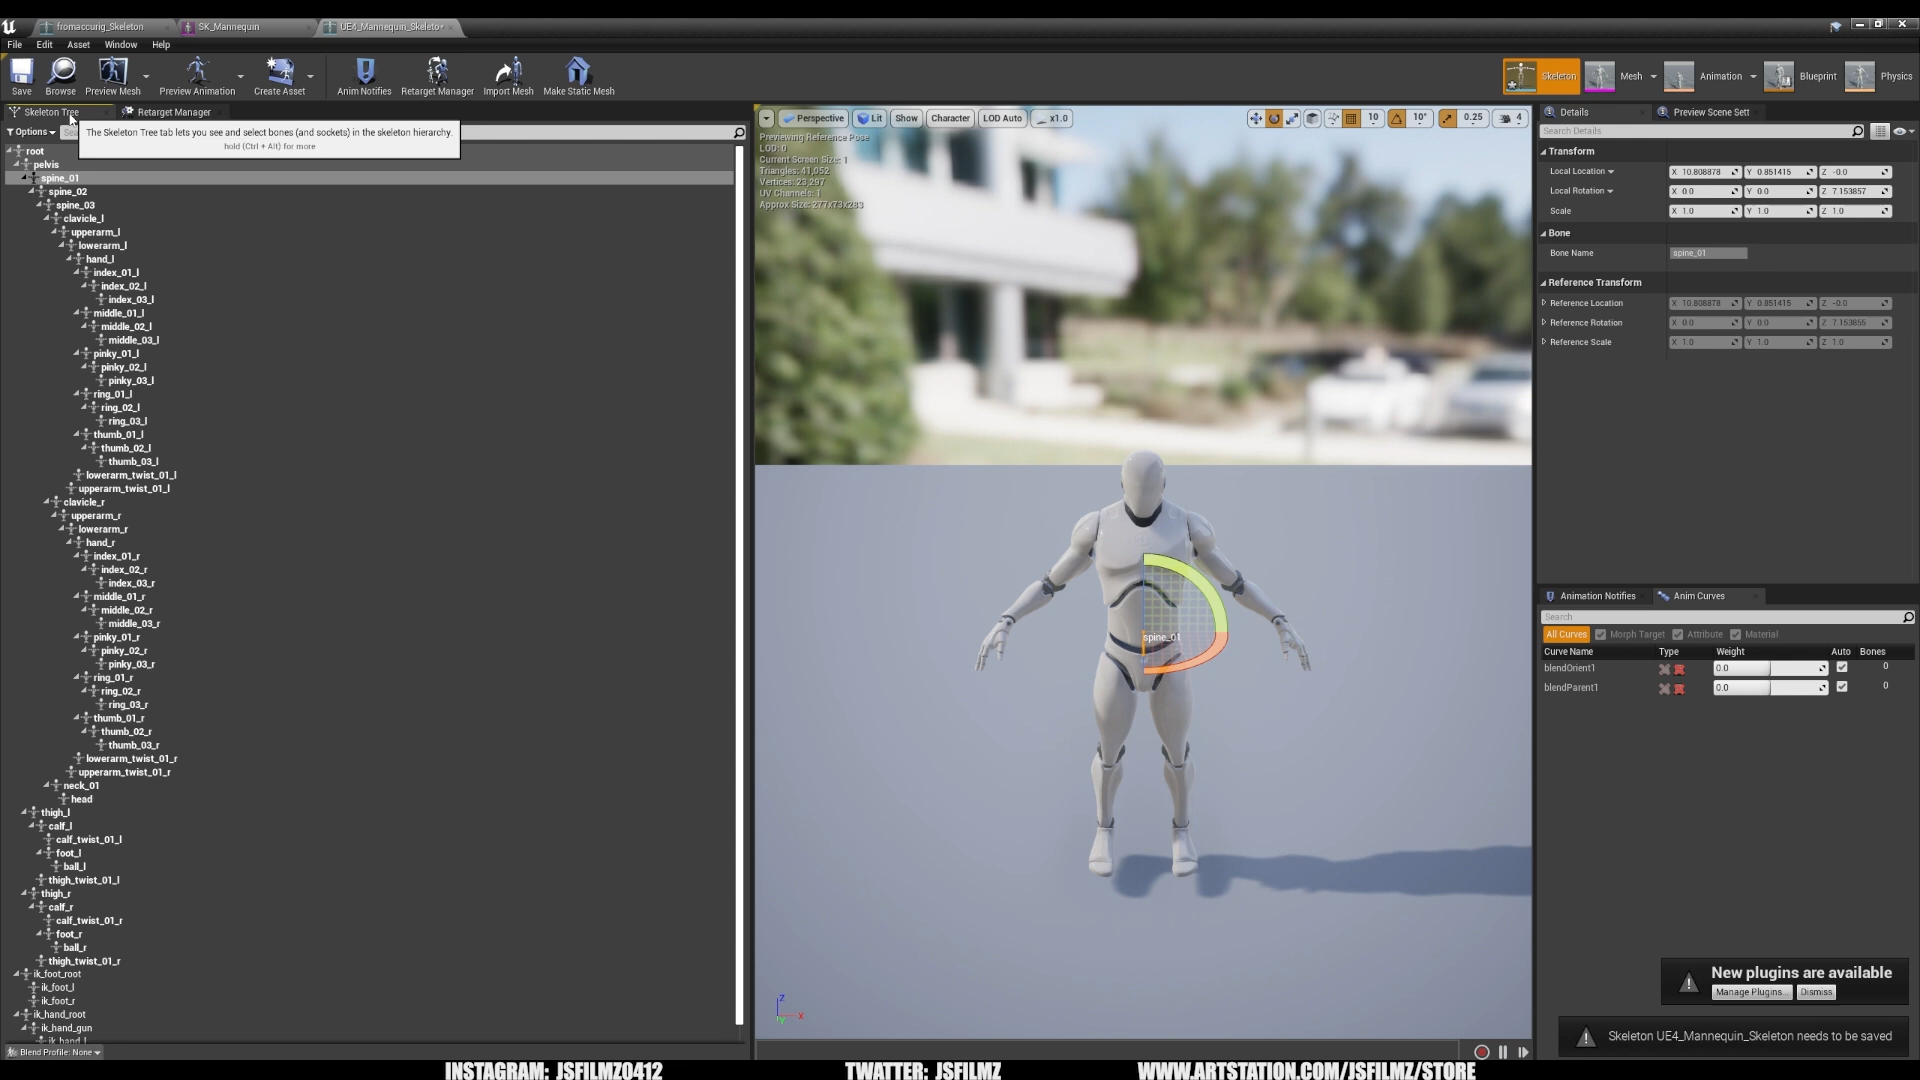 fromaccurig_Skeleton
SK_Mannequin
UE4_Mannequin_Skeleto•
File Edit Asset Window Help
Save
Browse
Preview Mesh
Preview Animation
Create Asset
Anim Notifies
Retarget Manager
Import Mesh
Make Static Mesh
Skeleton
Mesh
Animation
Blueprint
Physics
Skeleton Tree
Retarget Manager
Options
Sea
The Skeleton Tree tab lets you see and select bones (and sockets) in the skeleton hierarchy.
hold (Ctrl + Alt) for more
root
pelvis
spine_01
spine_02
spine_03
clavicle_l
upperarm_l
lowerarm_l
hand_l
index_01_l
index_02_l
index_03_l
middle_01_l
middle_02_l
middle_03_l
pinky_01_l
pinky_02_l
pinky_03_l
ring_01_l
ring_02_l
ring_03_l
thumb_01_l
thumb_02_l
thumb_03_l
lowerarm_twist_01_l
upperarm_twist_01_l
clavicle_r
upperarm_r
lowerarm_r
hand_r
index_01_r
index_02_r
index_03_r
middle_01_r
middle_02_r
middle_03_r
pinky_01_r
pinky_02_r
pinky_03_r
ring_01_r
ring_02_r
ring_03_r
thumb_01_r
thumb_02_r
thumb_03_r
lowerarm_twist_01_r
upperarm_twist_01_r
neck_01
head
thigh_l
calf_l
calf_twist_01_l
foot_l
ball_l
thigh_twist_01_l
thigh_r
calf_r
calf_twist_01_r
foot_r
ball_r
thigh_twist_01_r
ik_foot_root
ik_foot_l
ik_foot_r
ik_hand_root
ik_hand_gun
ik_hand_l
Blend Profile: None
Perspective
Lit
Show
Character
LOD Auto
x1.0
10
10°
0.25
4
Previewing Reference Pose
LOD: 0
Current Screen Size: 1
Triangles: 41,052
Vertices: 23,297
UV Channels: 1
Approx Size: 277x73x283
spine_01
Z
X
Y
Details
Preview Scene Sett
Search Details
Transform
Local Location X 10.808878 Y 0.851415 Z -0.0
Local Rotation X 0.0 Y 0.0 Z 7.153857
Scale X 1.0 Y 1.0 Z 1.0
Bone
Bone Name spine_01
Reference Transform
Reference Location X 10.808878 Y 0.851415 Z -0.0
Reference Rotation X 0.0 Y 0.0 Z 7.153855
Reference Scale X 1.0 Y 1.0 Z 1.0
Animation Notifies
Anim Curves
Search
All Curves Morph Target Attribute Material
Curve Name Type Weight Auto Bones
blendOrient1 0.0 0
blendParent1 0.0 0
New plugins are available
Manage Plugins... Dismiss
Skeleton UE4_Mannequin_Skeleton needs to be saved
INSTAGRAM: JSFILMZ0412
TWATTER: JSFILMZ
WWW.ARTSTATION.COM/JSFILMZ/STORE